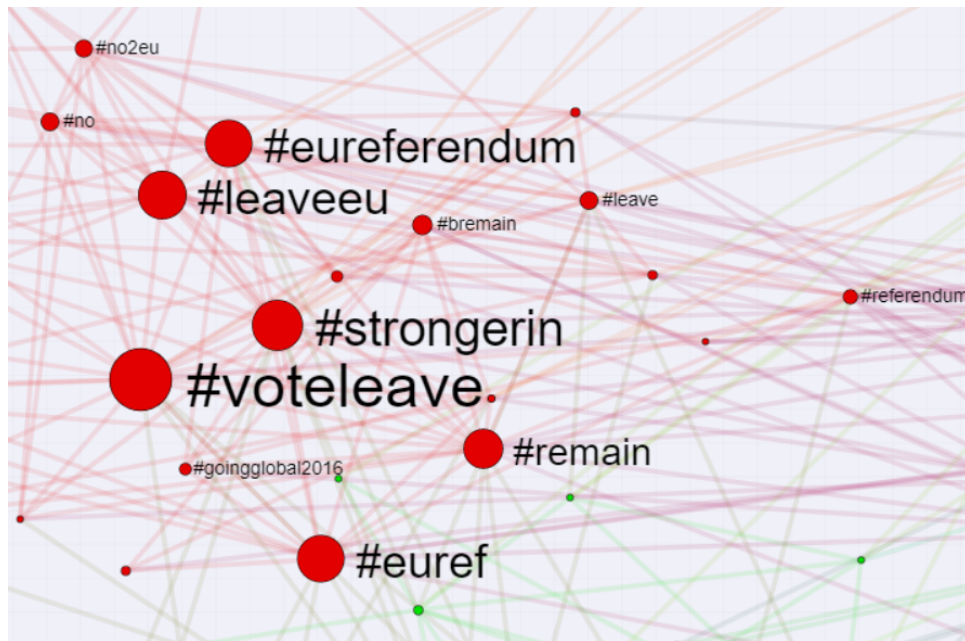 #no2eu
#no
#eureferendum
#leaveeu
#leave
#bremain
#referendum
#strongerin
#voteleave
#remain
#goingglobal2016
#euref